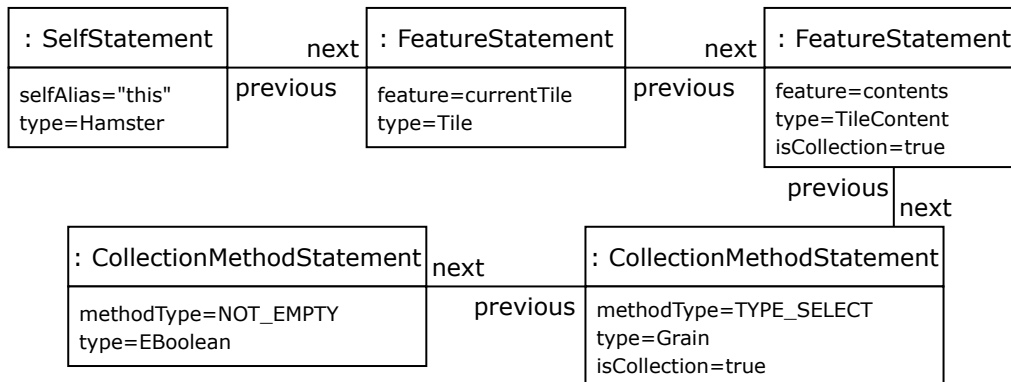 : SelfStatement
selfAlias="this"
type=Hamster
next
previous
: FeatureStatement
feature=currentTile
type=Tile
next
previous
: FeatureStatement
feature=contents
type=TileContent
isCollection=true
previous
next
: CollectionMethodStatement
methodType=NOT_EMPTY
type=EBoolean
next
previous
: CollectionMethodStatement
methodType=TYPE_SELECT
type=Grain
isCollection=true